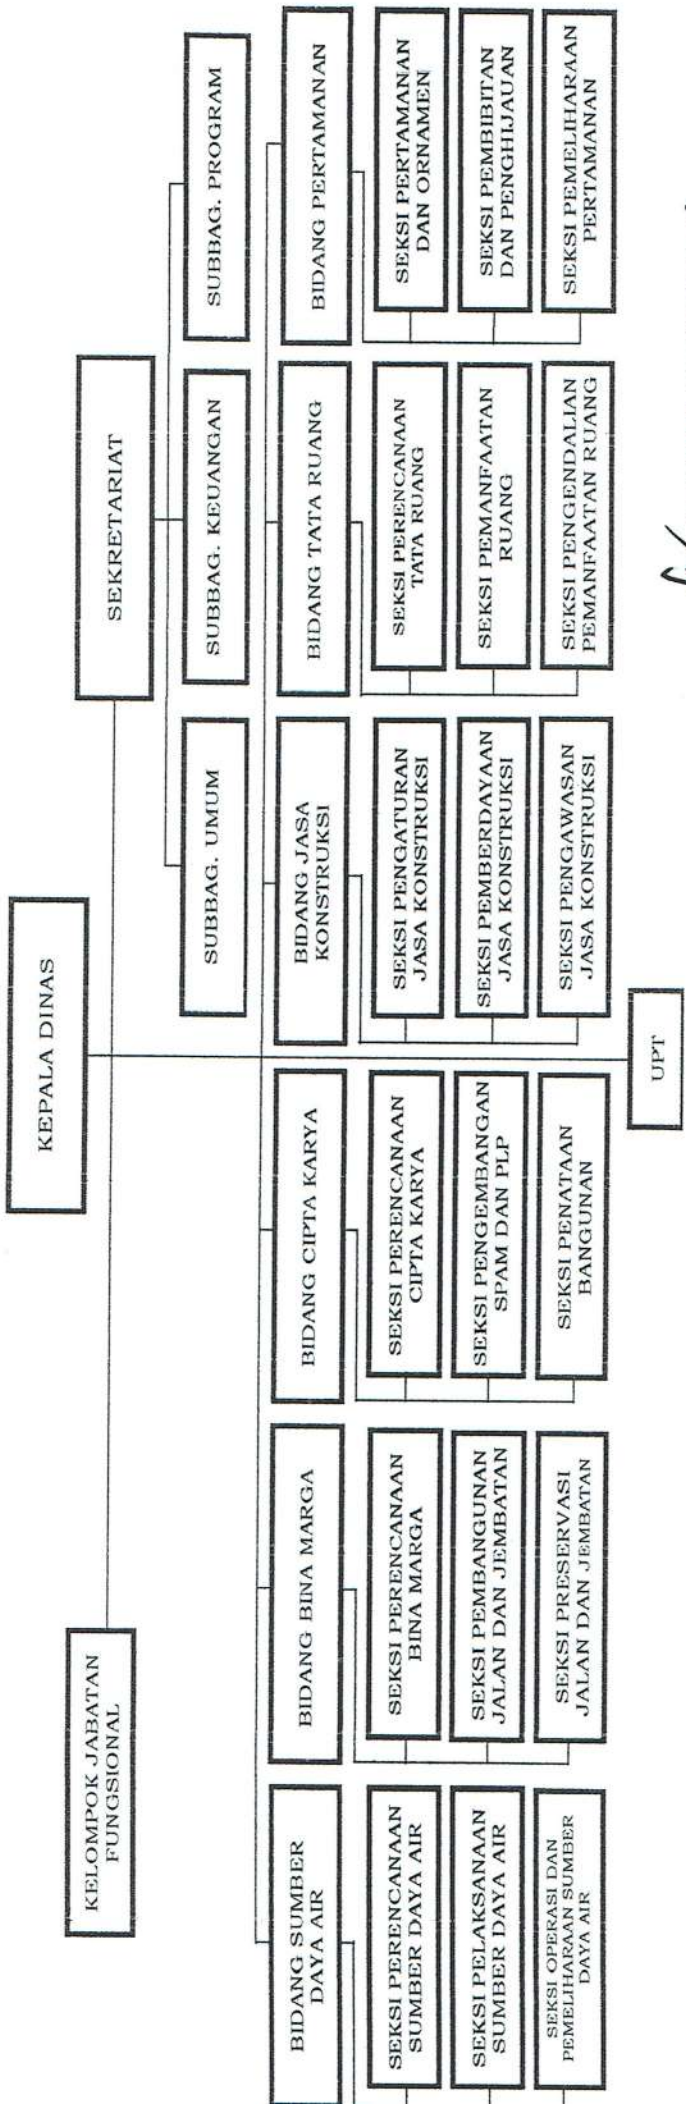 KEPALA DINAS
KELOMPOK JABATAN
FUNGSIONAL
SEKRETARIAT
SUBBAG. UMUM
SUBBAG. KEUANGAN
SUBBAG. PROGRAM
BIDANG SUMBER
DAYA AIR
SEKSI PERENCANAAN
SUMBER DAYA AIR
SEKSI PELAKSANAAN
SUMBER DAYA AIR
SEKSI OPERASI DAN
PEMELIHARAAN SUMBER
DAYA AIR
BIDANG BINA MARGA
SEKSI PERENCANAAN
BINA MARGA
SEKSI PEMBANGUNAN
JALAN DAN JEMBATAN
SEKSI PRESERVASI
JALAN DAN JEMBATAN
BIDANG CIPTA KARYA
SEKSI PERENCANAAN
CIPTA KARYA
SEKSI PENGEMBANGAN
SPAM DAN PLP
SEKSI PENATAAN
BANGUNAN
BIDANG JASA
KONSTRUKSI
SEKSI PENGATURAN
JASA KONSTRUKSI
SEKSI PEMBERDAYAAN
JASA KONSTRUKSI
SEKSI PENGAWASAN
JASA KONSTRUKSI
BIDANG TATA RUANG
SEKSI PERENCANAAN
TATA RUANG
SEKSI PEMANFAATAN
RUANG
SEKSI PENGENDALIAN
PEMANFAATAN RUANG
BIDANG PERTAMANAN
SEKSI PERTAMANAN
DAN ORNAMEN
SEKSI PEMBIBITAN
DAN PENGHIJAUAN
SEKSI PEMELIHARAAN
PERTAMANAN
UPT